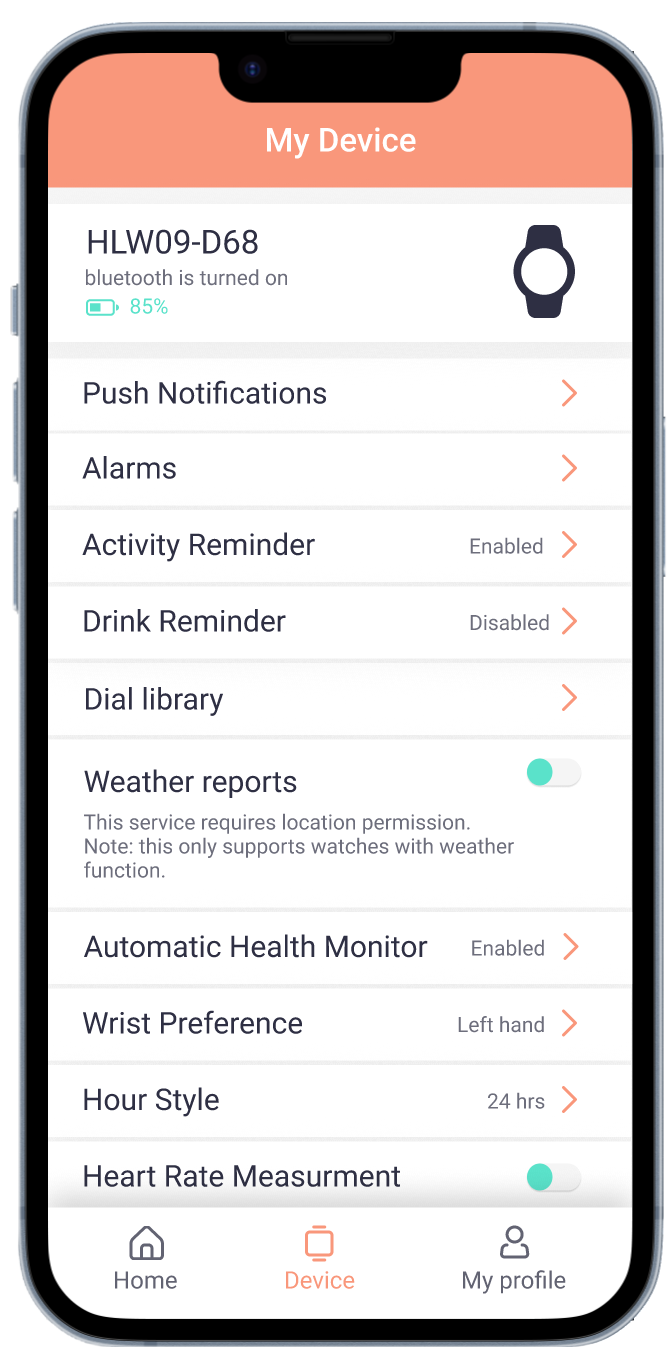 My Device
HLW09-D68
bluetooth is turned on
85%
Push Notifications
Alarms
Activity Reminder Enabled
Drink Reminder Disabled
Dial library
Weather reports
This service requires location permission.
Note: this only supports watches with weather
function.
Automatic Health Monitor Enabled
Wrist Preference Left hand
Hour Style 24 hrs
Heart Rate Measurment
Home Device My profile